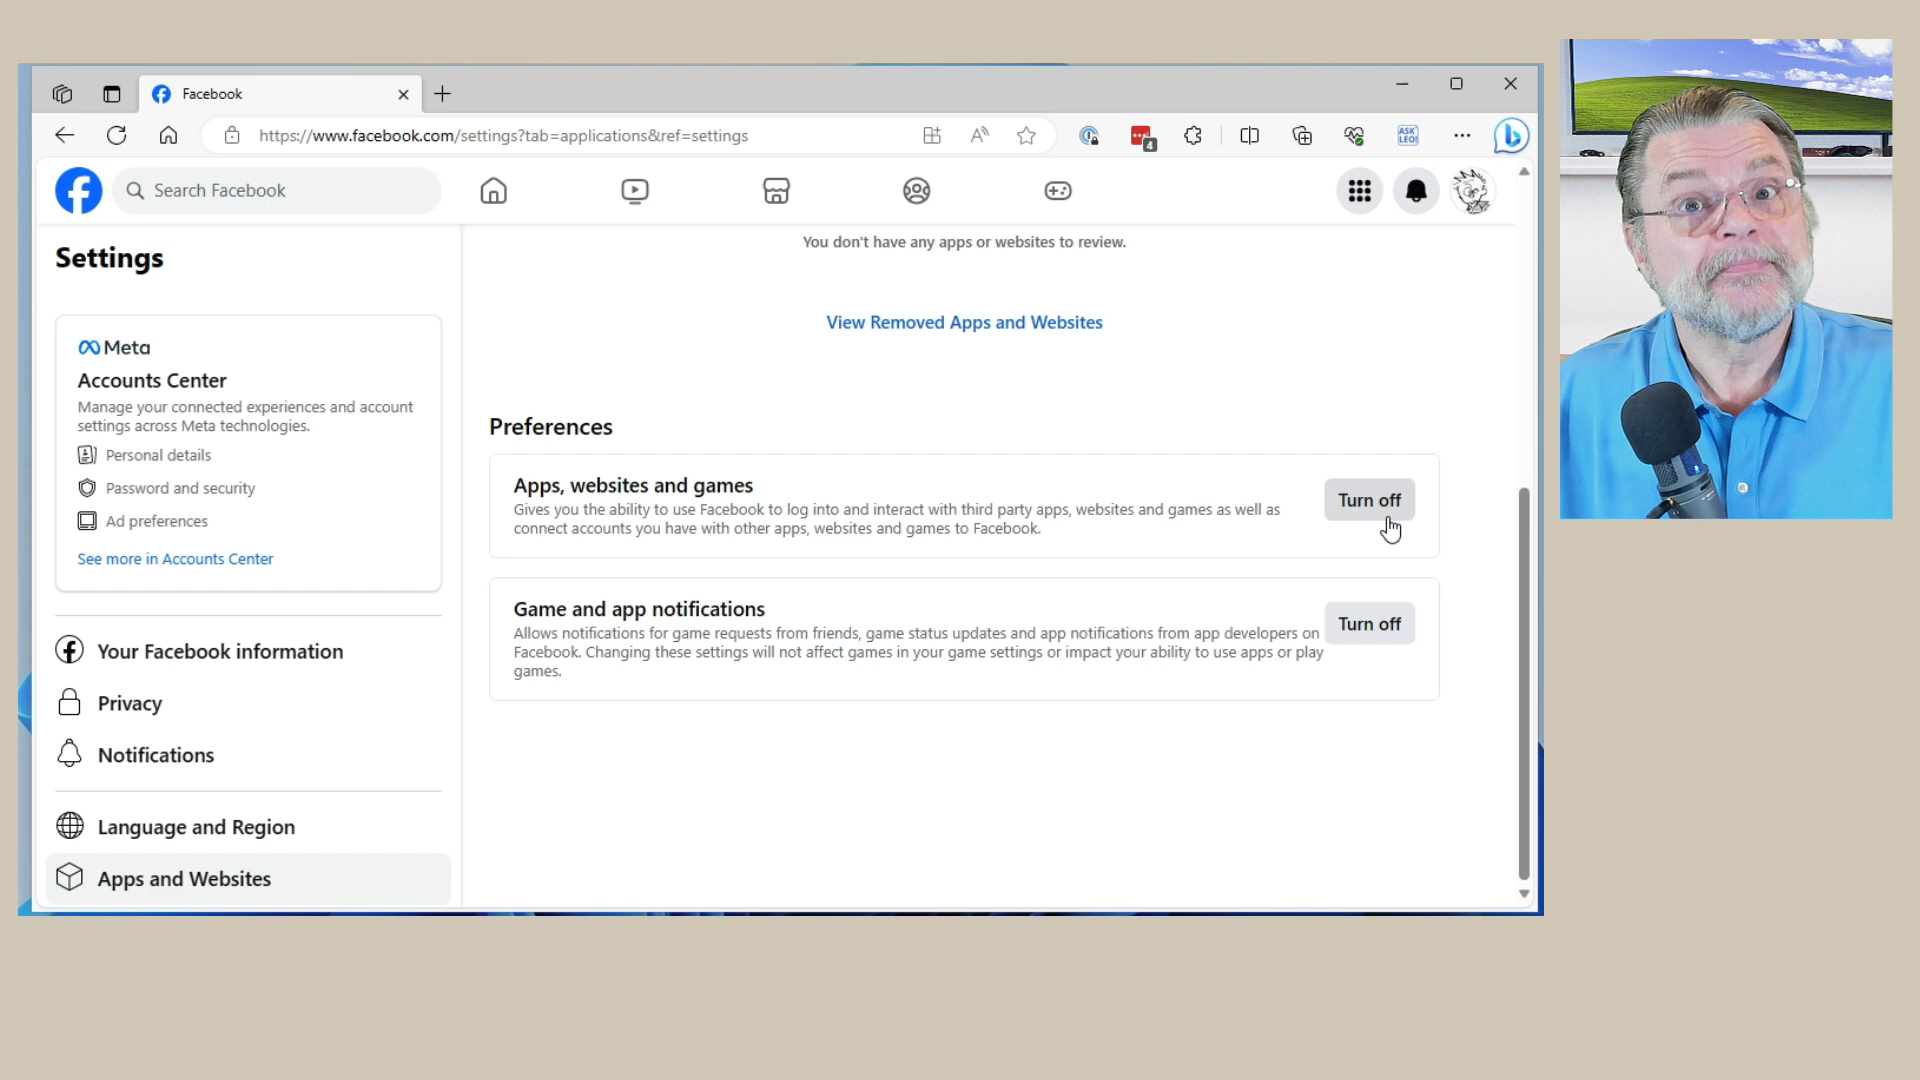 Facebook
https://www.facebook.com/settings?tab=applications&ref=settings
4
ASK
LEO!
Search Facebook
Settings
Meta
Accounts Center
Manage your connected experiences and account
settings across Meta technologies.
Personal details
Password and security
Ad preferences
See more in Accounts Center
Your Facebook information
Privacy
Notifications
Language and Region
Apps and Websites
You don't have any apps or websites to review.
View Removed Apps and Websites
Preferences
Apps, websites and games
Gives you the ability to use Facebook to log into and interact with third party apps, websites and games as well as
connect accounts you have with other apps, websites and games to Facebook.
Turn off
Game and app notifications
Allows notifications for game requests from friends, game status updates and app notifications from app developers on
Facebook. Changing these settings will not affect games in your game settings or impact your ability to use apps or play
games.
Turn off